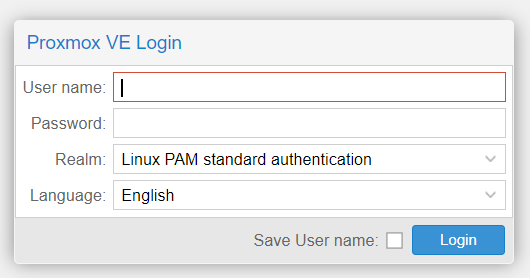 Proxmox VE Login
User name:
Password:
Realm: Linux PAM standard authentication
Language: English
Save User name: Login